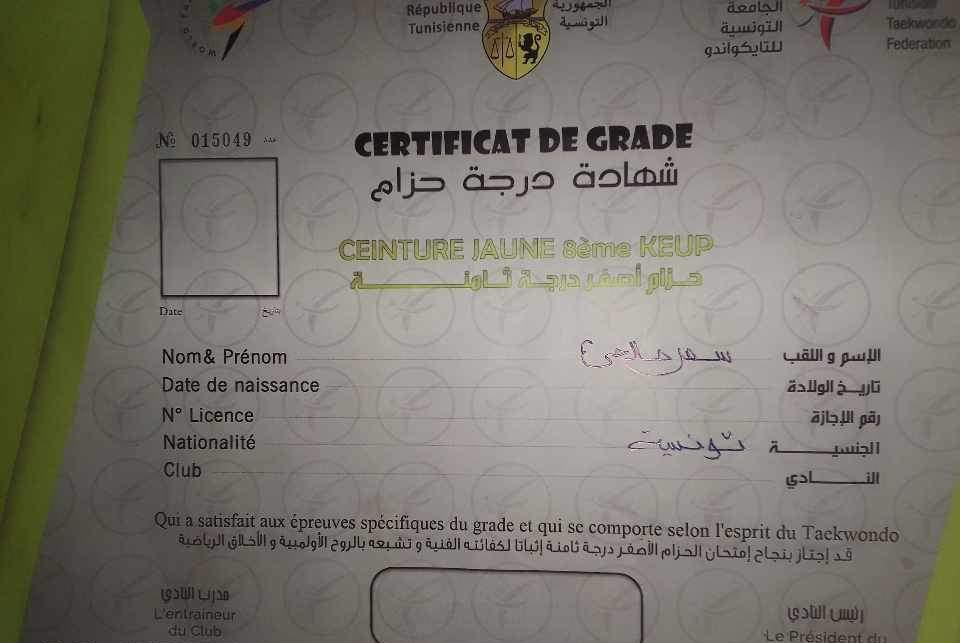 République الجمهورية الجامعة Tunisian
Tunisienne التونسية التونسية Taekwondo
للتايكواندو Federation
№ 015049 عدد
CERTIFICAT DE GRADE
شهادة درجة حزام
CEINTURE JAUNE 8ème KEUP
حزام أصفر درجة ثامنة
Date تاريخ
Nom& Prénom سمر الإسم و اللقب
Date de naissance تاريخ الولادة
N° Licence رقم الإجازة
Nationalité تونسية الجنسية
Club النادي
Qui a satisfait aux épreuves spécifiques du grade et qui se comporte selon l'esprit du Taekwondo
قد إجتاز بنجاح إمتحان الحزام الأصفر درجة ثامنة إثباتا لكفائته الفنية و تشبعه بالروح الأولمبية و الأخلاق الرياضية
مدرب النادي رئيس النادي
L'entraineur Le Président du
du Club